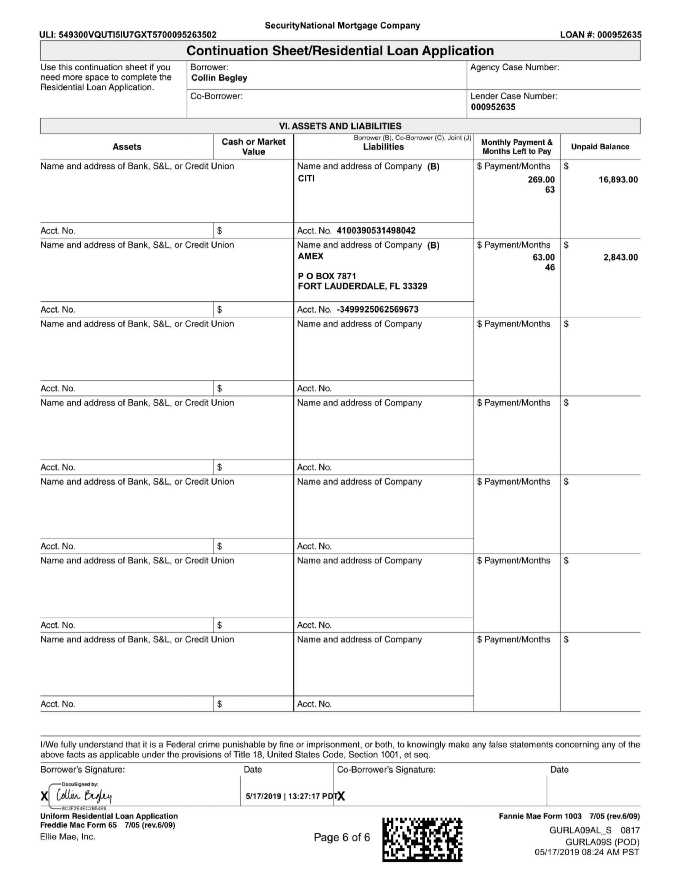 SecurityNational Mortgage Company
ULI: 549300VQUTI5IU7GXT5700095263502 LOAN #: 000952635
Continuation Sheet/Residential Loan Application
Use this continuation sheet if you need more space to complete the Residential Loan Application.
Borrower:
Collin Begley
Agency Case Number:
Co-Borrower:
Lender Case Number:
000952635
VI. ASSETS AND LIABILITIES
Borrower (B), Co-Borrower (C), Joint (J)
Assets Cash or Market Value Liabilities Monthly Payment & Months Left to Pay Unpaid Balance
Name and address of Bank, S&L, or Credit Union Name and address of Company (B) $ Payment/Months $
CITI 269.00 16,893.00
63
Acct. No. $ Acct. No. 4100390531498042
Name and address of Bank, S&L, or Credit Union Name and address of Company (B) $ Payment/Months $
AMEX 63.00 2,843.00
46
P O BOX 7871
FORT LAUDERDALE, FL 33329
Acct. No. $ Acct. No. -3499925062569673
Name and address of Bank, S&L, or Credit Union Name and address of Company $ Payment/Months $
Acct. No. $ Acct. No.
Name and address of Bank, S&L, or Credit Union Name and address of Company $ Payment/Months $
Acct. No. $ Acct. No.
Name and address of Bank, S&L, or Credit Union Name and address of Company $ Payment/Months $
Acct. No. $ Acct. No.
Name and address of Bank, S&L, or Credit Union Name and address of Company $ Payment/Months $
Acct. No. $ Acct. No.
Name and address of Bank, S&L, or Credit Union Name and address of Company $ Payment/Months $
Acct. No. $ Acct. No.
I/We fully understand that it is a Federal crime punishable by fine or imprisonment, or both, to knowingly make any false statements concerning any of the
above facts as applicable under the provisions of Title 18, United States Code, Section 1001, et seq.
Borrower's Signature: Date Co-Borrower's Signature: Date
DocuSigned by:
X Collin Begley 5/17/2019 | 13:27:17 PDT X
Uniform Residential Loan Application Fannie Mae Form 1003 7/05 (rev.6/09)
Freddie Mac Form 65 7/05 (rev.6/09)
Ellie Mae, Inc. Page 6 of 6 GURLA09AL_S 0817
GURLA09S (POD)
05/17/2019 08:24 AM PST